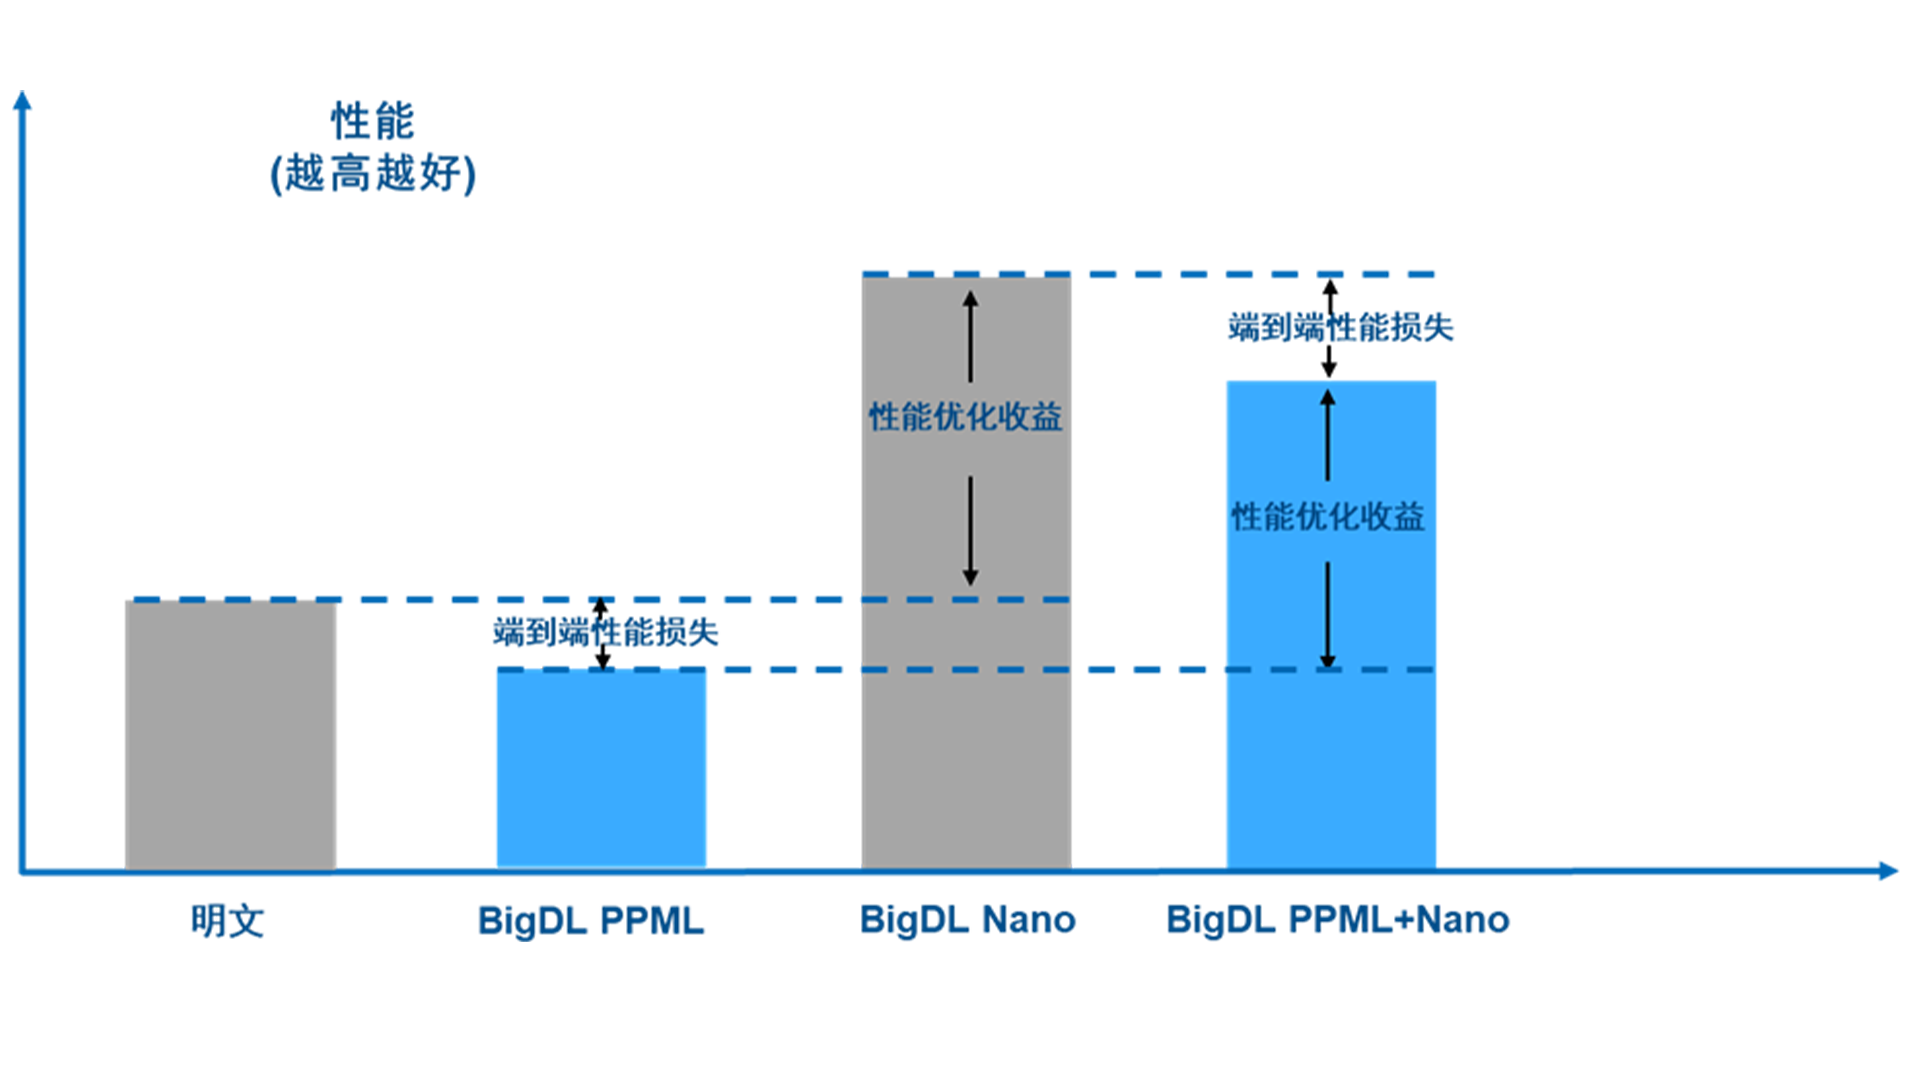 性能
(越高越好)
端到端性能损失
性能优化收益
性能优化收益
端到端性能损失
明文
BigDL PPML
BigDL Nano
BigDL PPML+Nano